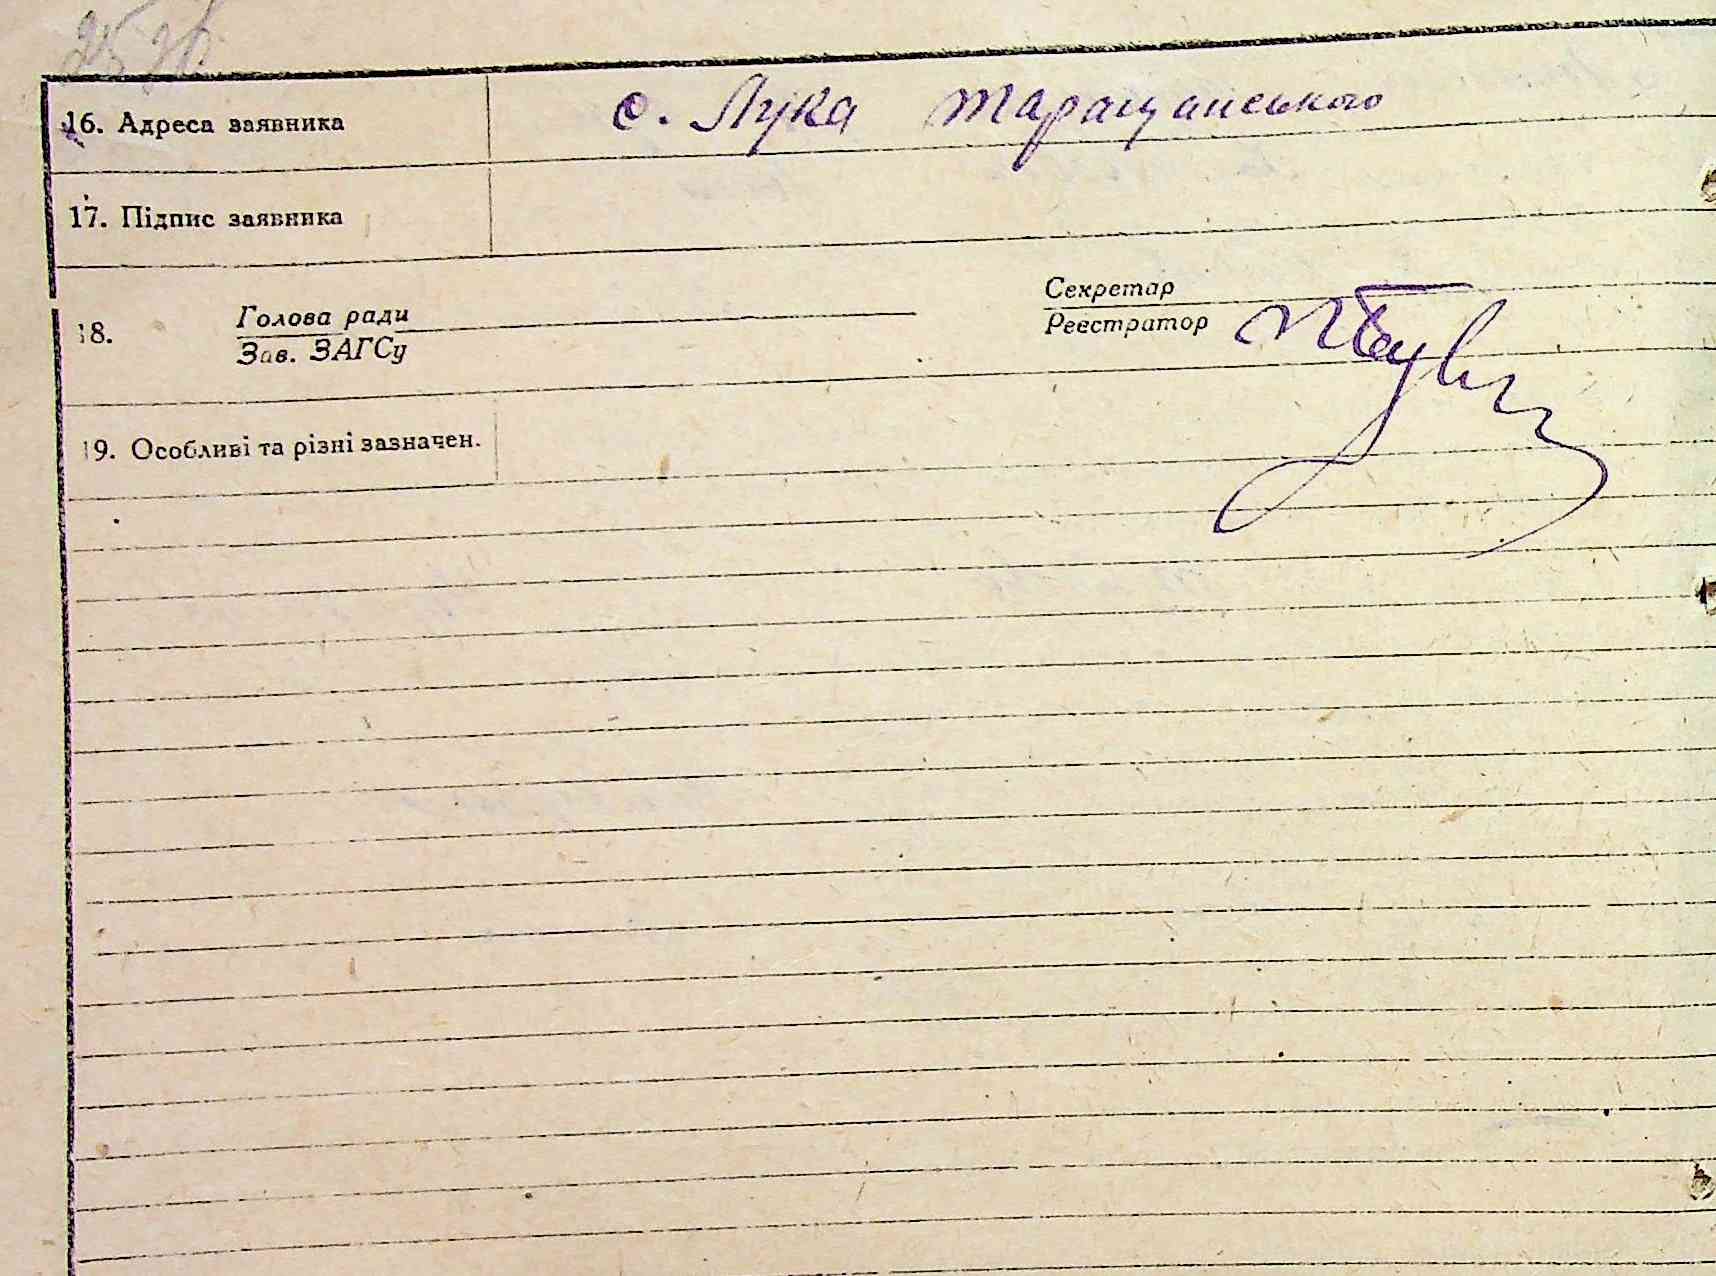 16. Адреса заявника с. Лука Таращанського
17. Підпис заявника
18. Голова ради Секретар
Зав. ЗАГСу Реєстратор
19. Особливі та різні зазначен.